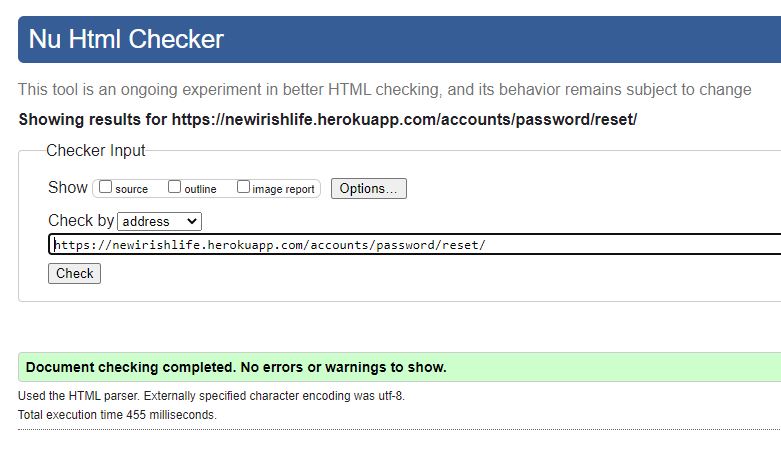 Nu Html Checker
This tool is an ongoing experiment in better HTML checking, and its behavior remains subject to change
Showing results for https://newirishlife.herokuapp.com/accounts/password/reset/
Checker Input
Show source outline image report Options...
Check by address
https://newirishlife.herokuapp.com/accounts/password/reset/
Check
Document checking completed. No errors or warnings to show.
Used the HTML parser. Externally specified character encoding was utf-8.
Total execution time 455 milliseconds.